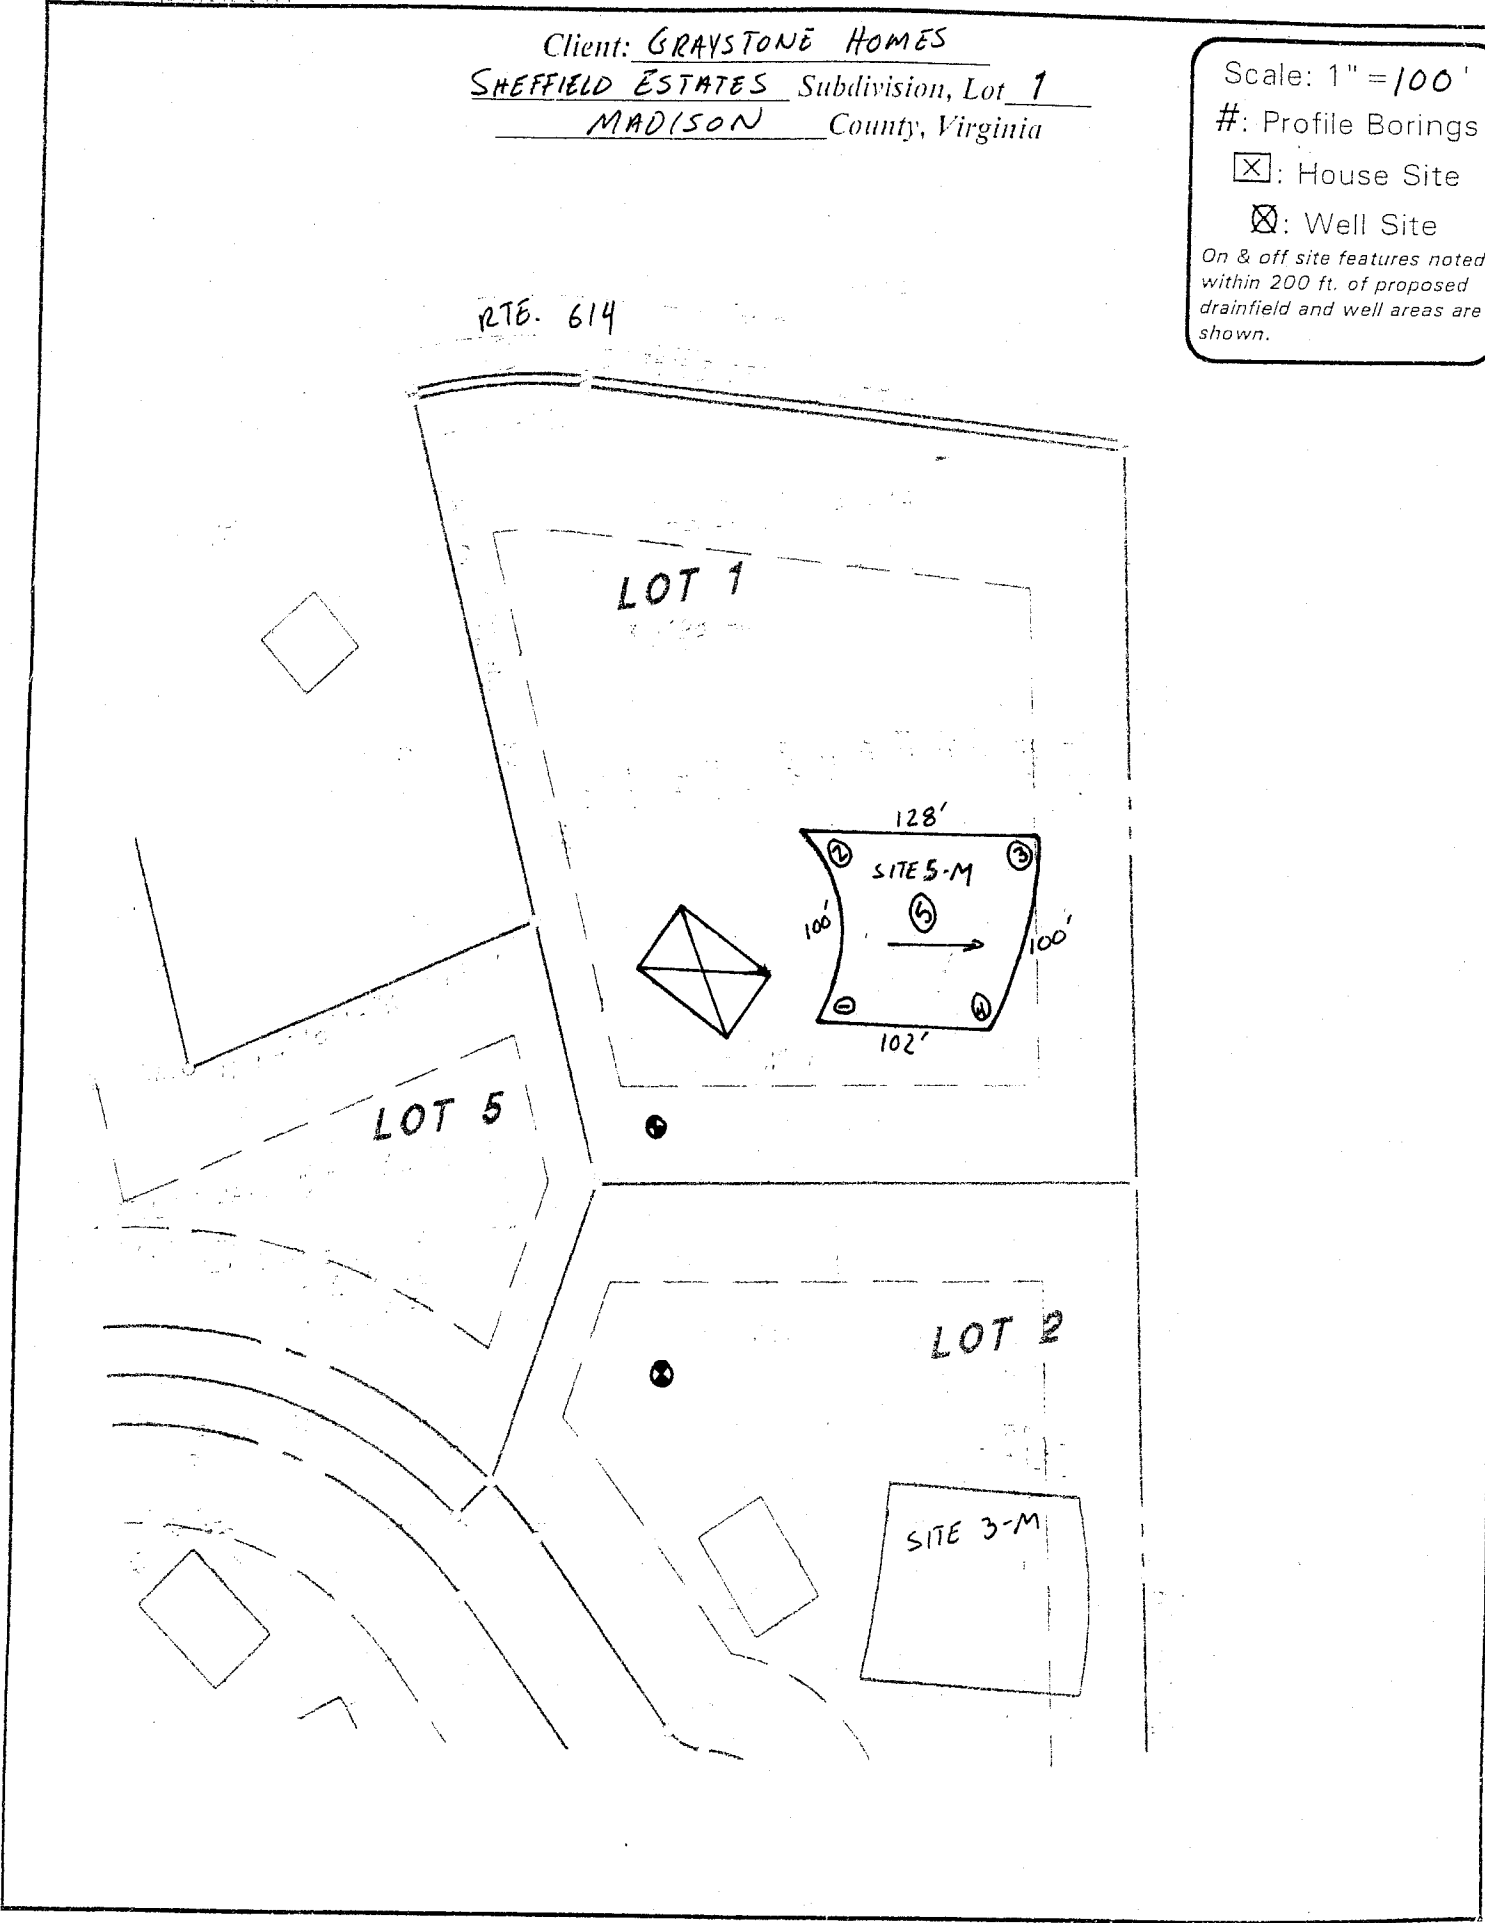 Client: GRAYSTONE HOMES
SHEFFIELD ESTATES Subdivision, Lot 1
MADISON County, Virginia
Scale: 1" = 100'
#: Profile Borings
X: House Site
X: Well Site
On & off site features noted
within 200 ft. of proposed
drainfield and well areas are
shown.
RTE. 614
LOT 1
128'
2
3
SITE 5-M
5
100'
100'
1
4
102'
LOT 5
LOT 2
SITE 3-M